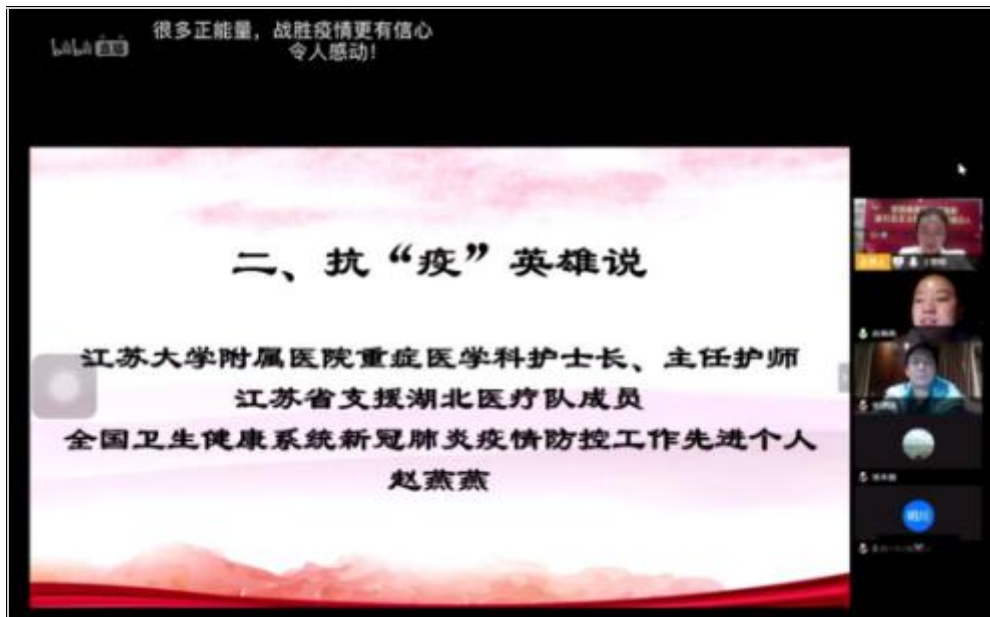 很多正能量，战胜疫情更有信心
令人感动！
bilibili 直播
二、抗“疫”英雄说
江苏大学附属医院重症医学科护士长、主任护师
江苏省支援湖北医疗队成员
全国卫生健康系统新冠肺炎疫情防控工作先进个人
赵燕燕